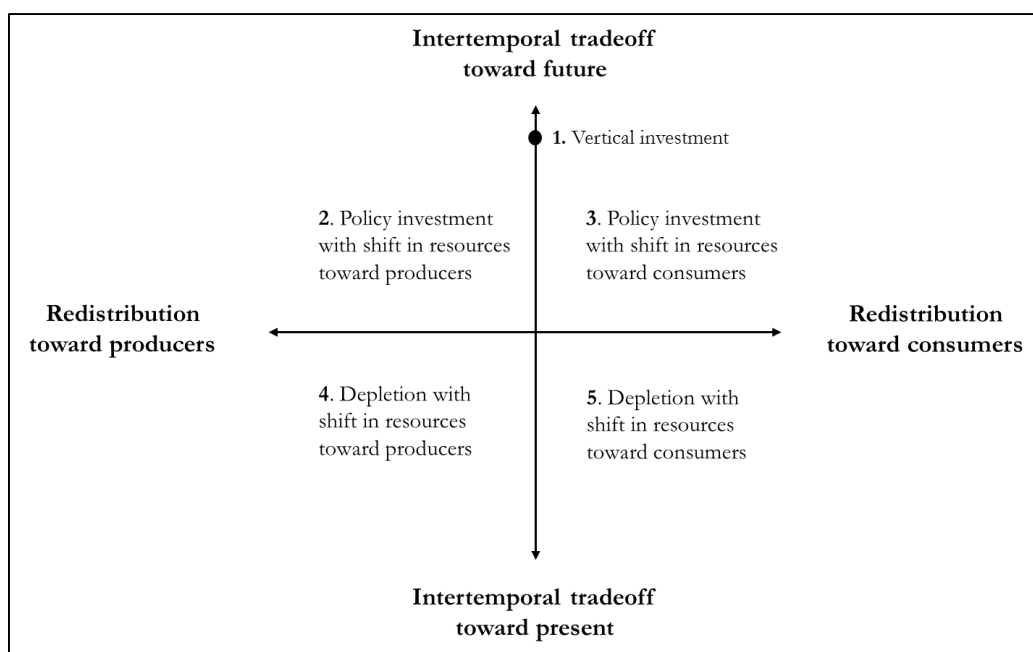 Intertemporal tradeoff
toward future
1. Vertical investment
2. Policy investment
with shift in resources
toward producers
3. Policy investment
with shift in resources
toward consumers
Redistribution
toward producers
Redistribution
toward consumers
4. Depletion with
shift in resources
toward producers
5. Depletion with
shift in resources
toward consumers
Intertemporal tradeoff
toward present